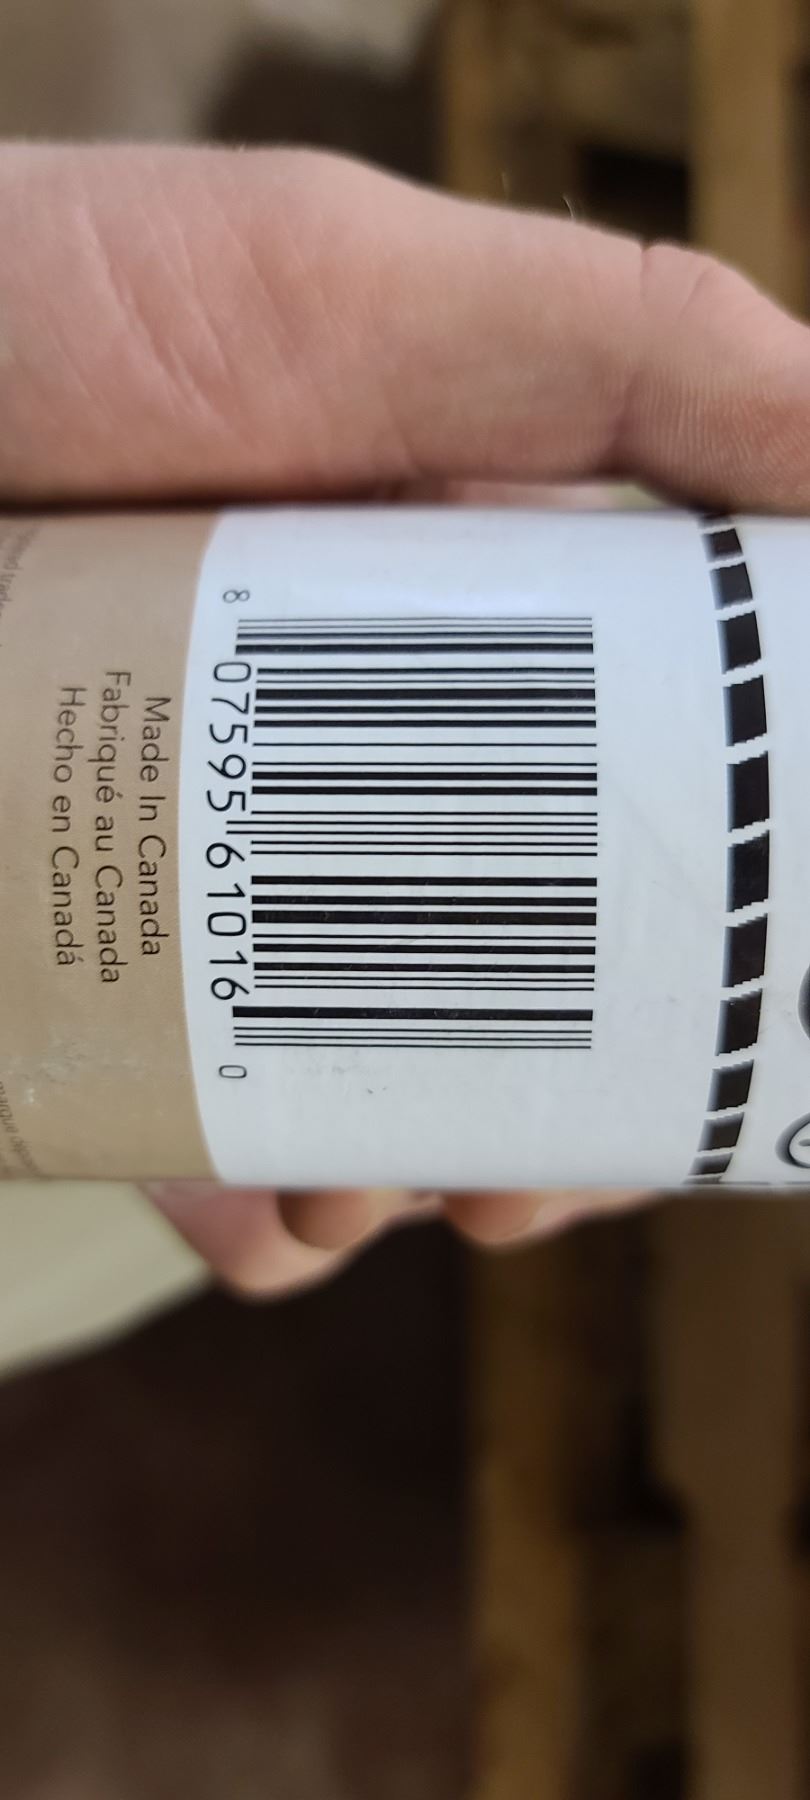 8 07595 61016 0
Made In Canada
Fabriqué au Canada
Hecho en Canadá